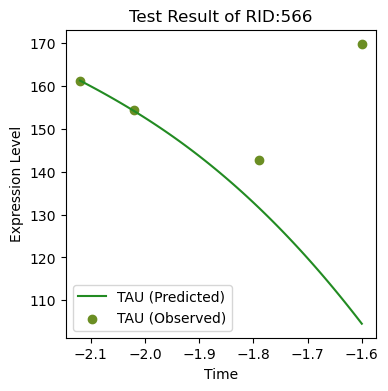 Test Result of RID:566
Expression Level
170
160
150
140
130
120
110
TAU (Predicted)
TAU (Observed)
−2.1
−2.0
−1.9
−1.8
−1.7
−1.6
Time